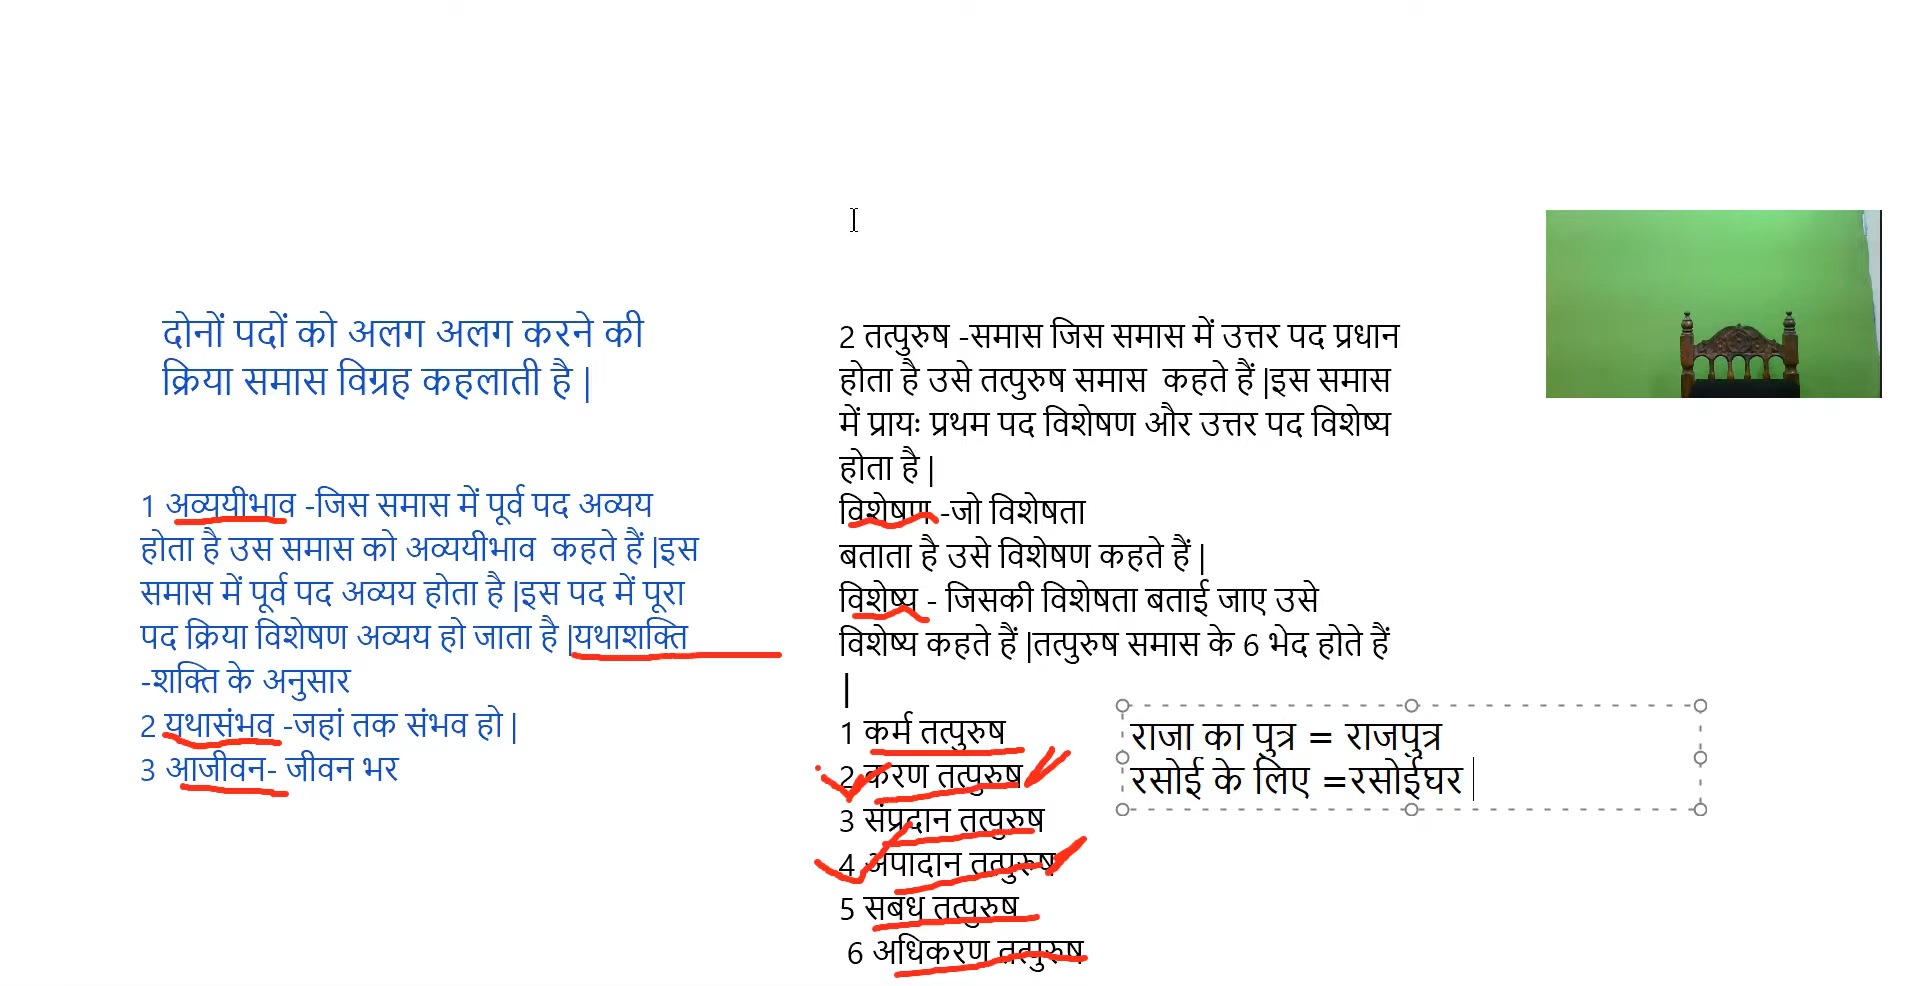 दोनों पदों को अलग अलग करने की
क्रिया समास विग्रह कहलाती है |
1 अव्ययीभाव -जिस समास में पूर्व पद अव्यय
होता है उस समास को अव्ययीभाव कहते हैं |इस
समास में पूर्व पद अव्यय होता है |इस पद में पूरा
पद क्रिया विशेषण अव्यय हो जाता है |यथाशक्ति
-शक्ति के अनुसार
2 यथासंभव -जहां तक संभव हो |
3 आजीवन- जीवन भर
2 तत्पुरुष -समास जिस समास में उत्तर पद प्रधान
होता है उसे तत्पुरुष समास कहते हैं |इस समास
में प्रायः प्रथम पद विशेषण और उत्तर पद विशेष्य
होता है |
विशेषण -जो विशेषता
बताता है उसे विशेषण कहते हैं |
विशेष्य - जिसकी विशेषता बताई जाए उसे
विशेष्य कहते हैं |तत्पुरुष समास के 6 भेद होते हैं
|
1 कर्म तत्पुरुष
2 करण तत्पुरुष
3 संप्रदान तत्पुरुष
4 अपादान तत्पुरुष
5 सबध तत्पुरुष
6 अधिकरण तत्पुरुष
राजा का पुत्र = राजपुत्र
रसोई के लिए =रसोईघर